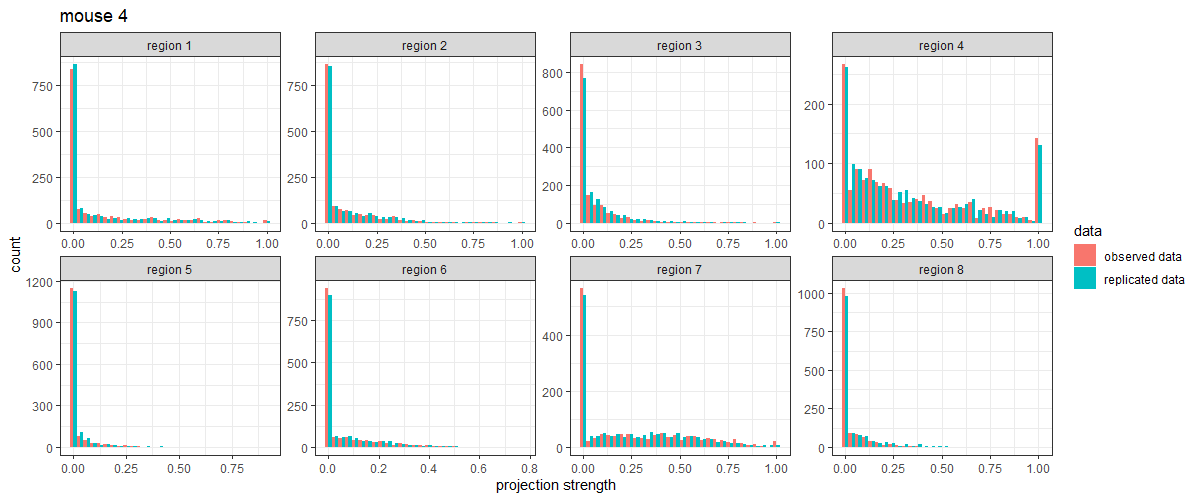 mouse 4
region 1
region 2
region 3
region 4
750
500
250
0
0.00 0.25 0.50 0.75 1.00
750
500
250
0
0.00 0.25 0.50 0.75 1.00
800
600
400
200
0
0.00 0.25 0.50 0.75 1.00
200
100
0
0.00 0.25 0.50 0.75 1.00
count
region 5
region 6
region 7
region 8
1200
900
600
300
0
0.00 0.25 0.50 0.75
750
500
250
0
0.0 0.2 0.4 0.6 0.8
400
200
0
0.00 0.25 0.50 0.75 1.00
1000
750
500
250
0
0.00 0.25 0.50 0.75 1.00
projection strength
data
observed data
replicated data